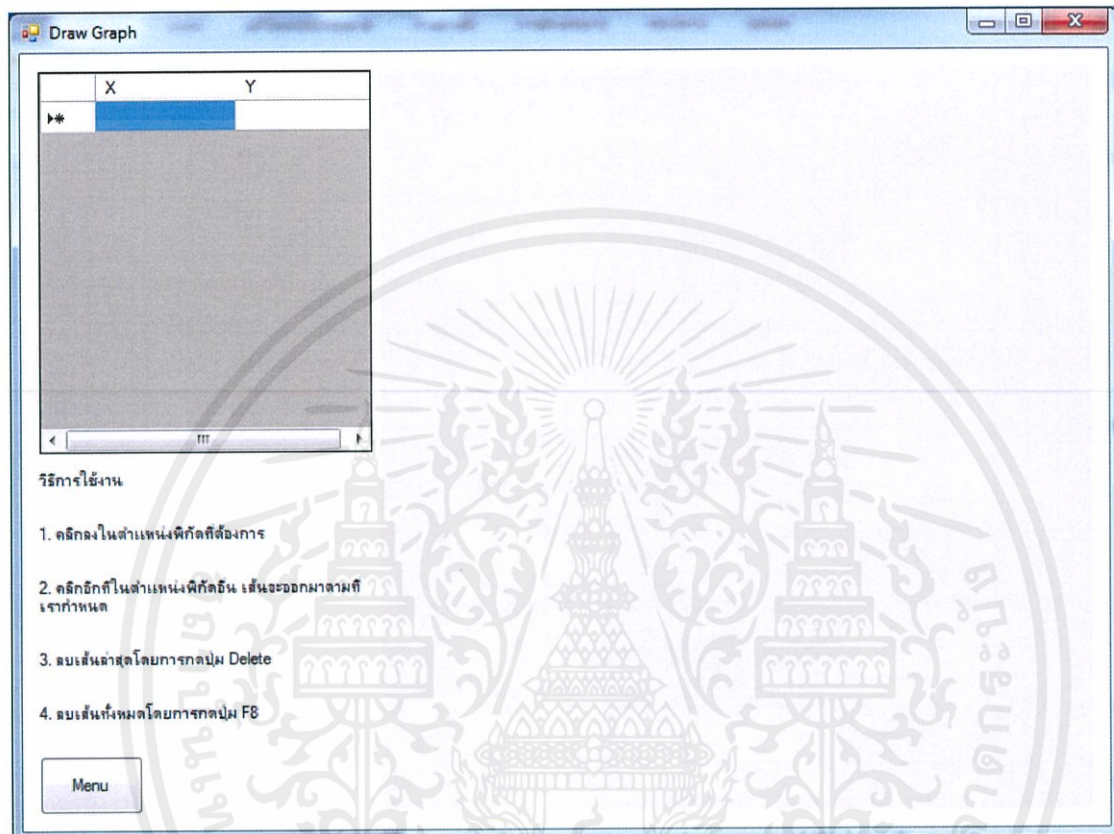 Draw Graph
X Y
วิธีการใช้งาน
1. คลิกลงในตำแหน่งพิกัดที่ต้องการ
2. คลิกอีกทีในตำแหน่งพิกัดอื่น เส้นจะออกมาตามที่
เรากำหนด
3. ลบเส้นล่าสุดโดยการกดปุ่ม Delete
4. ลบเส้นทั้งหมดโดยการกดปุ่ม F8
Menu